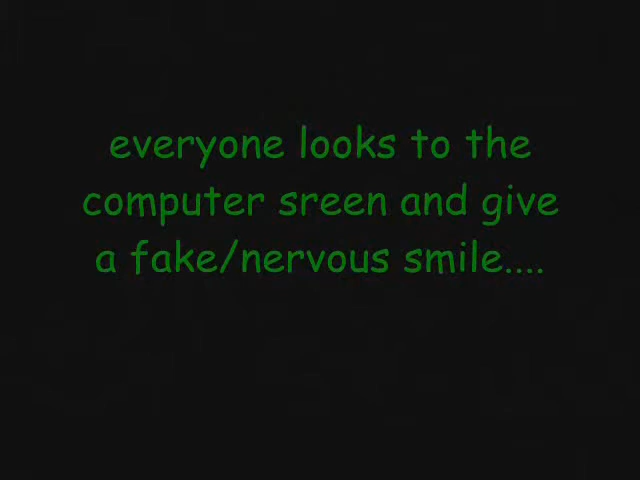 everyone looks to the
computer sreen and give
a fake/nervous smile....